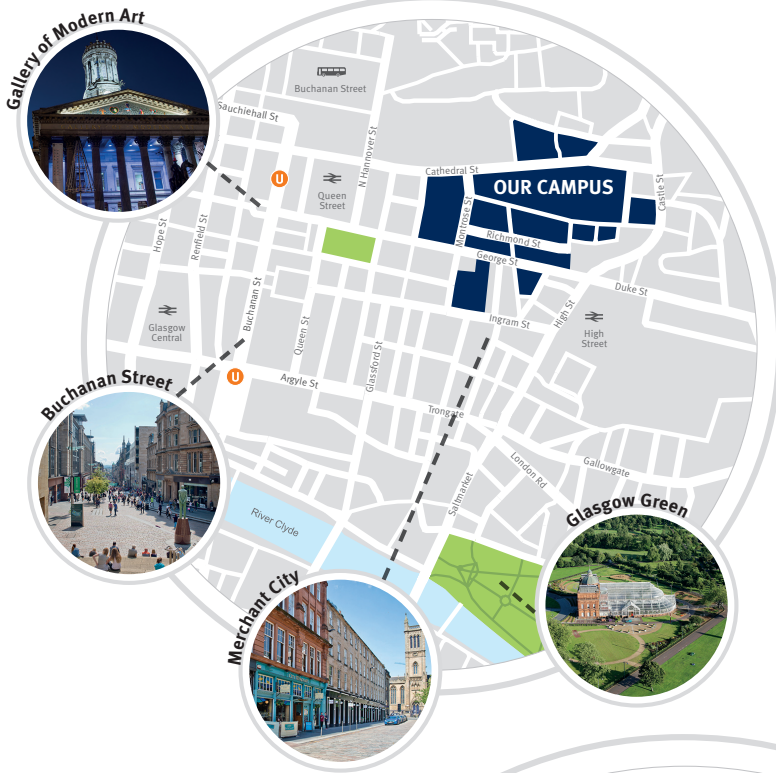 Gallery of Modern Art
Buchanan Street
Sauchiehall St
N Hannover St
Cathedral St
Queen
Street
OUR CAMPUS
Castle St
Montrose St
Hope St
Renfield St
Richmond St
George St
Duke St
Buchanan St
Glasgow
Central
Queen St
Glassford St
Ingram St
High St
High
Street
Buchanan Street
U
U
Argyle St
Trongate
London Rd
Gallowgate
Saltmarket
River Clyde
Glasgow Green
Merchant City